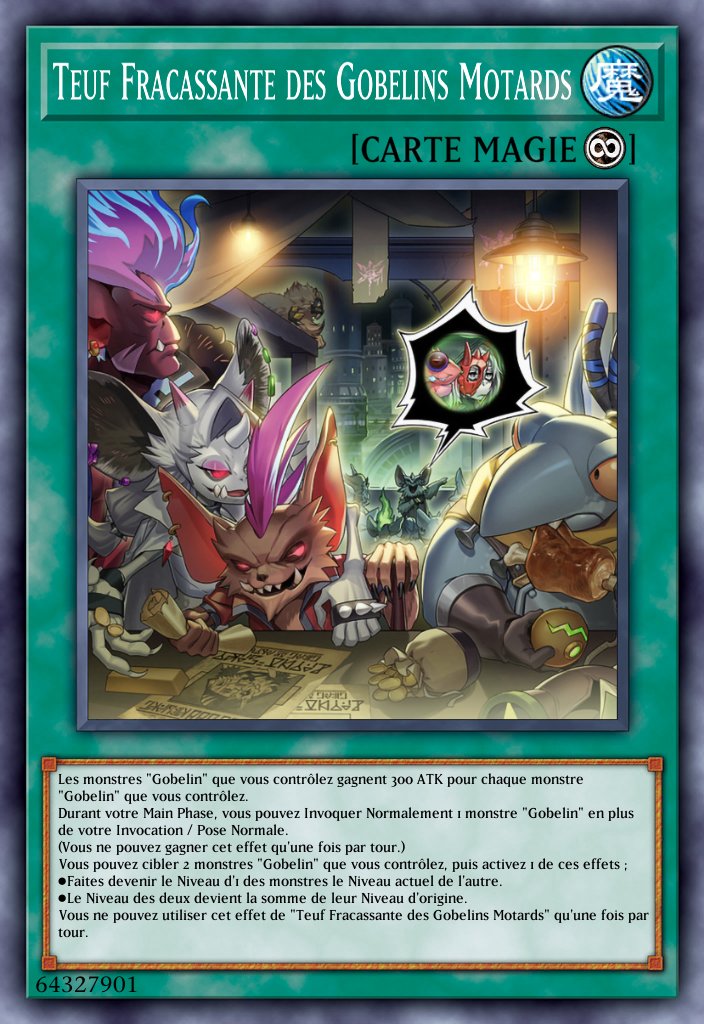 Teuf Fracassante des Gobelins Motards 魔
[CARTE MAGIE ]
Les monstres "Gobelin" que vous contrôlez gagnent 300 ATK pour chaque monstre
"Gobelin" que vous contrôlez.
Durant votre Main Phase, vous pouvez Invoquer Normalement 1 monstre "Gobelin" en plus
de votre Invocation / Pose Normale.
(Vous ne pouvez gagner cet effet qu'une fois par tour.)
Vous pouvez cibler 2 monstres "Gobelin" que vous contrôlez, puis activez 1 de ces effets ;
●Faites devenir le Niveau d'1 des monstres le Niveau actuel de l'autre.
●Le Niveau des deux devient la somme de leur Niveau d'origine.
Vous ne pouvez utiliser cet effet de "Teuf Fracassante des Gobelins Motards" qu'une fois par
tour.
64327901